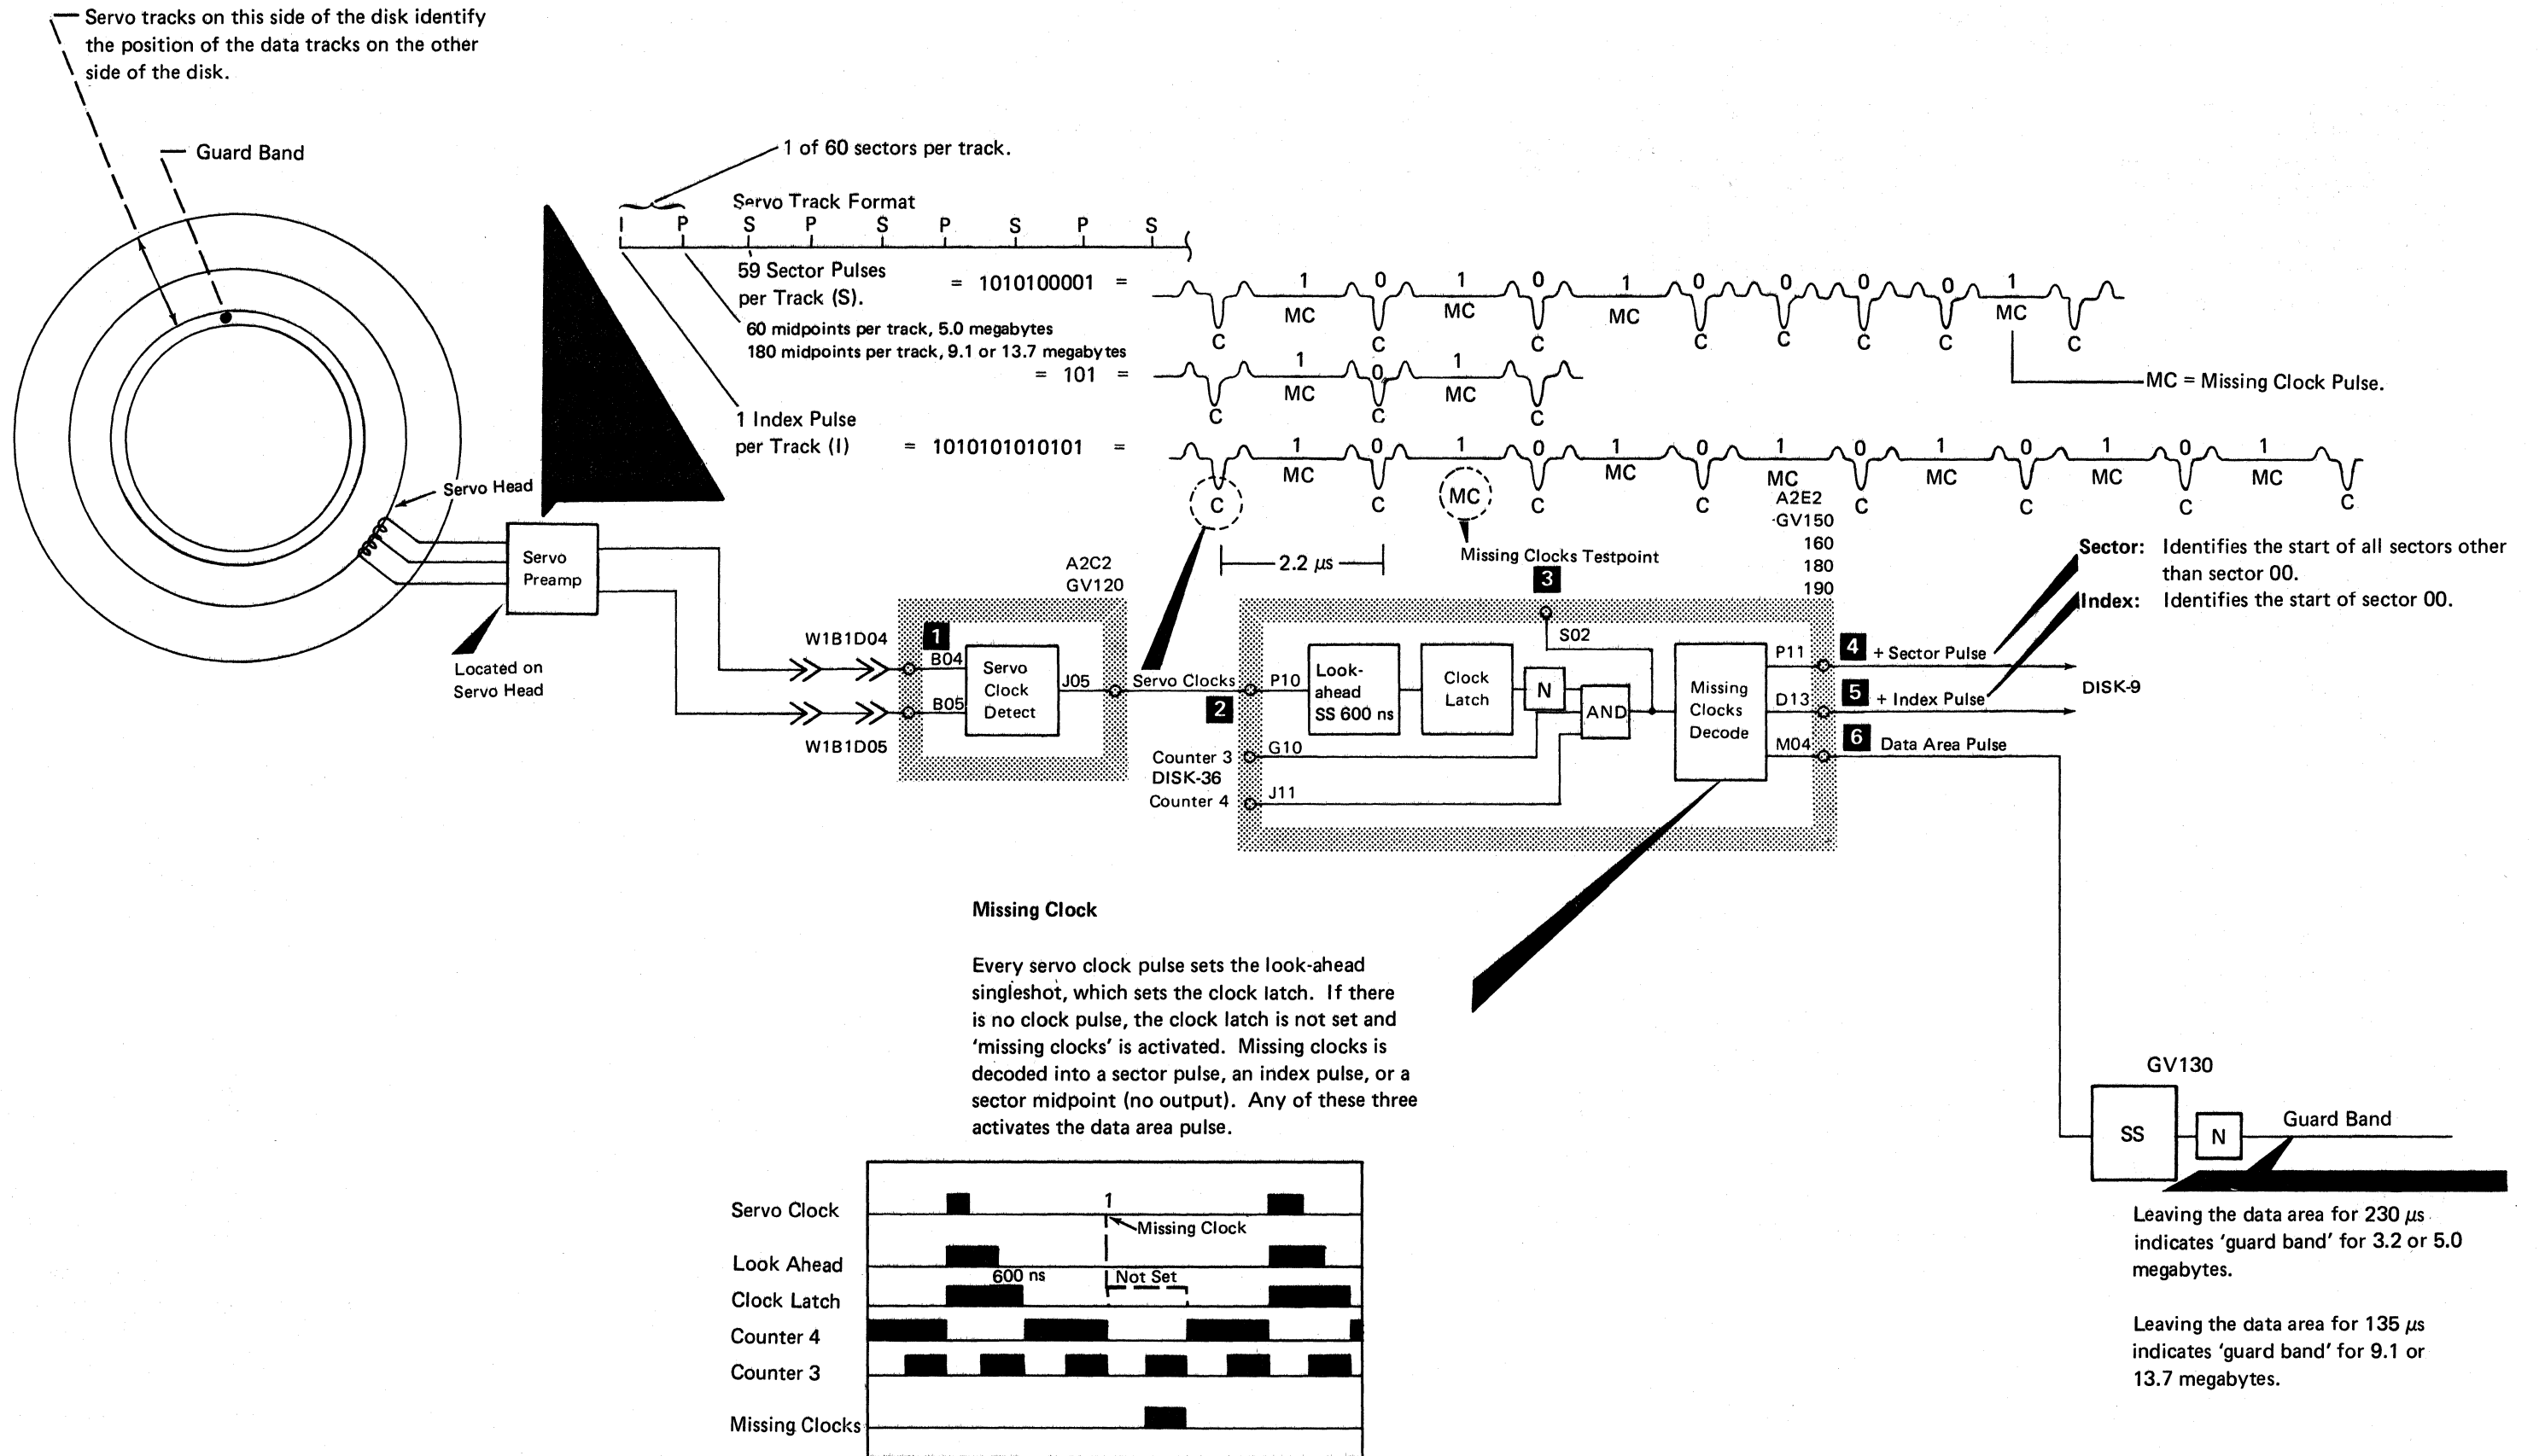 Servo tracks on this side of the disk identify
the position of the data tracks on the other
side of the disk.
Guard Band
1 of 60 sectors per track.
Servo Track Format
I P S P S P S P S
59 Sector Pulses
per Track (S).
= 1010100001 =
1 0 1 0 1 0 0 0 0 1
MC MC MC MC
C C C C C C C C
60 midpoints per track, 5.0 megabytes
180 midpoints per track, 9.1 or 13.7 megabytes
= 101 =
1 0 1
MC MC
C C C
MC = Missing Clock Pulse.
1 Index Pulse
per Track (I)
= 1010101010101 =
1 0 1 0 1 0 1 0 1 0 1 0 1
MC MC MC MC MC MC MC
C C C C C C C C
Servo Head
Servo
Preamp
Located on
Servo Head
2.2 μs
Missing Clocks Testpoint
3
A2E2
GV150
160
180
190
A2C2
GV120
Sector: Identifies the start of all sectors other
than sector 00.
Index: Identifies the start of sector 00.
W1B1D04
1
B04
W1B1D05
B05
Servo
Clock
Detect
J05
Servo Clocks
2
P10
Look-
ahead
SS 600 ns
Clock
Latch
N
AND
S02
Missing
Clocks
Decode
Counter 3
G10
DISK-36
Counter 4
J11
P11
4
+ Sector Pulse
D13
5
+ Index Pulse
DISK-9
M04
6
Data Area Pulse
Missing Clock
Every servo clock pulse sets the look-ahead
singleshot, which sets the clock latch. If there
is no clock pulse, the clock latch is not set and
'missing clocks' is activated. Missing clocks is
decoded into a sector pulse, an index pulse, or a
sector midpoint (no output). Any of these three
activates the data area pulse.
GV130
SS
N
Guard Band
Leaving the data area for 230 μs
indicates 'guard band' for 3.2 or 5.0
megabytes.
Leaving the data area for 135 μs
indicates 'guard band' for 9.1 or
13.7 megabytes.
Servo Clock
1
Missing Clock
Look Ahead
600 ns
Not Set
Clock Latch
Counter 4
Counter 3
Missing Clocks